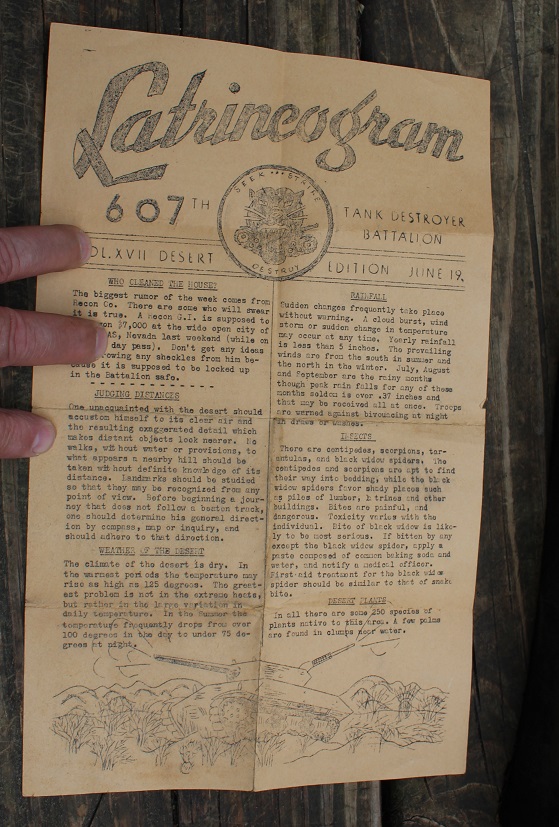 Latrineogram
607TH
SEEK STRIKE
DESTROY
TANK DESTROYER
BATTALION
OL.XVII DESERT
EDITION JUNE 19,
WHO CLEANED THE HOUSE?
The biggest rumor of the week comes from
Recon Co. There are some who will swear
it is true. A Recon G.I. is supposed to
on $7,000 at the wide open city of
AS, Nevada last weekend (while on
day pass). Don't get any ideas
rowing any shekles from him be-
cause it is supposed to be locked up
in the Battalion safe.
JUDGING DISTANCES
One unacquainted with the desert should
accustom himself to its clear air and
the resulting exaggerated detail which
makes distant objects look nearer. No
walks, without water or provisions, to
what appears a nearby hill should be
taken without definite knowledge of its
distance. Landmarks should be studied
so that they may be recognized from any
point of view. Before beginning a jour-
ney that does not follow a beaten track,
one should determine his general direct-
ion by compass, map or inquiry, and
should adhere to that direction.
WEATHER OF THE DESERT
The climate of the desert is dry. In
the warmest periods the temperature may
rise as high as 125 degrees. The great-
est problem is not in the extreme heats,
but rather in the large variation in
daily temperature. In the Summer the
temperature frequently drops from over
100 degrees in the day to under 75 de-
grees at night.
RAINFALL
Sudden changes frequently take place
without warning. A cloud burst, wind
storm or sudden change in temperature
may occur at any time. Yearly rainfall
is less than 5 inches. The prevailing
winds are from the south in summer and
the north in winter. July, August
and September are the rainy months
though peak rain falls for any of these
months seldom is over .37 inches and
that may be received all at once. Troops
are warned against bivouacing at night
in draws or washes.
INSECTS
There are centipedes, scorpions, tar-
antulas, and black widow spiders. The
centipedes and scorpions are apt to find
their way into bedding, while the black
widow spiders favor shady places such
as piles of lumber, latrines and other
buildings. Bites are painful, and
dangerous. Toxicity varies with the
individual. Bite of black widow is like-
ly to be most serious. If bitten by any
except the black widow spider, apply a
paste composed of common baking soda and
water, and notify a medical officer.
First-aid treatment for the black widow
spider should be similar to that of snake
bite.
DESERT PLANTS
In all there are some 250 species of
plants native to this area. A few palms
are found in clumps near water.